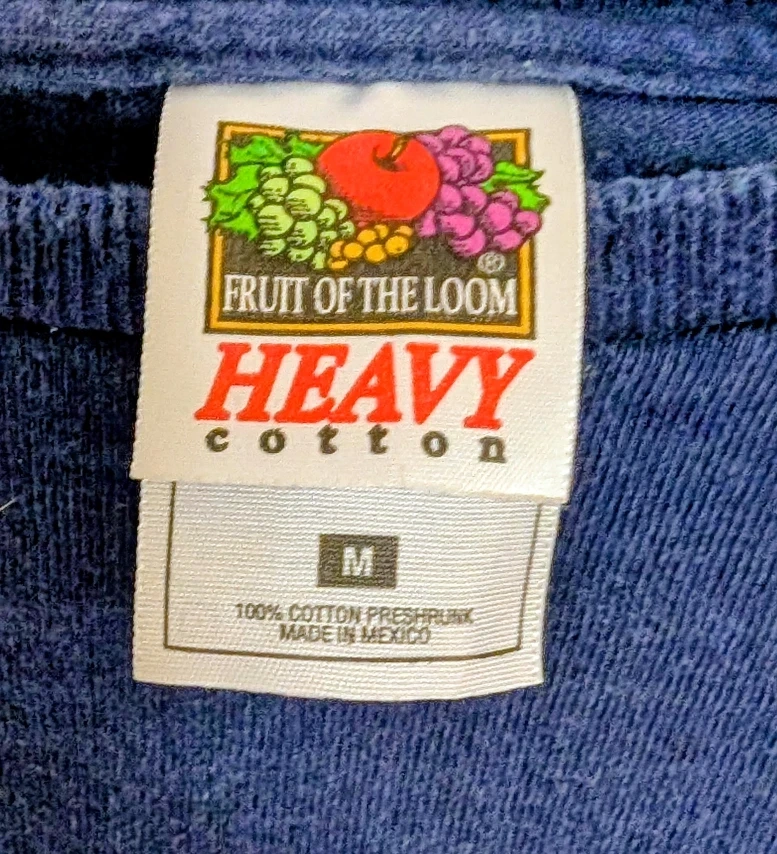 ®
FRUIT OF THE LOOM
HEAVY
cotton
M
100% COTTON PRESHRUNK
MADE IN MEXICO